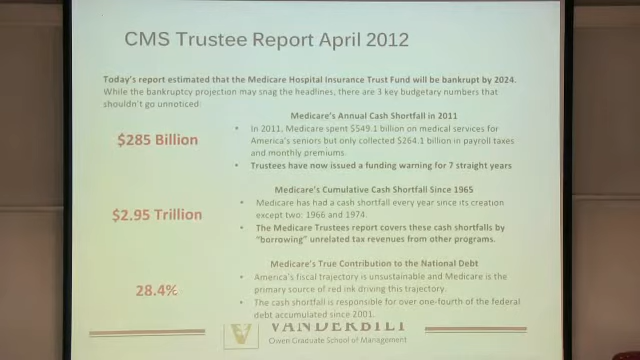 CMS Trustee Report April 2012
Today's report estimated that the Medicare Hospital Insurance Trust Fund will be bankrupt by 2024.
While the bankruptcy projection may snag the headlines, there are 3 key budgetary numbers that
shouldn't go unnoticed:
Medicare's Annual Cash Shortfall in 2011
$285 Billion
• In 2011, Medicare spent $549.1 billion on medical services for
America's seniors but only collected $264.1 billion in payroll taxes
and monthly premiums.
• Trustees have now issued a funding warning for 7 straight years
Medicare's Cumulative Cash Shortfall Since 1965
$2.95 Trillion
• Medicare has had a cash shortfall every year since its creation
except two: 1966 and 1974.
• The Medicare Trustees report covers these cash shortfalls by
"borrowing" unrelated tax revenues from other programs.
Medicare's True Contribution to the National Debt
28.4%
• America's fiscal trajectory is unsustainable and Medicare is the
primary source of red ink driving this trajectory.
• The cash shortfall is responsible for over one-fourth of the federal
debt accumulated since 2001.
V VANDERBILT
Owen Graduate School of Management